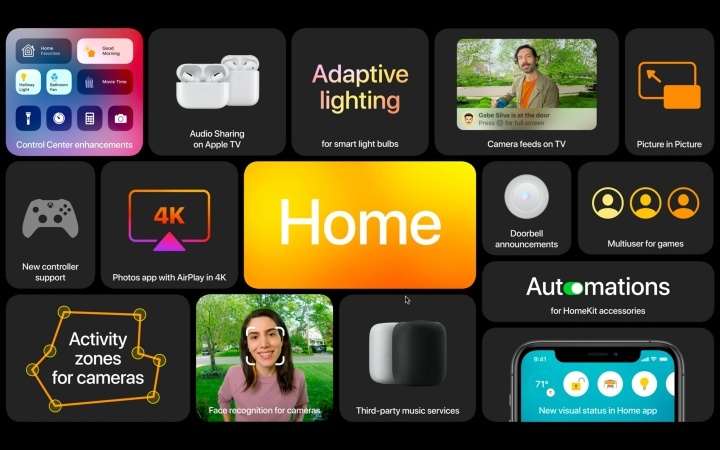 Home
Favorites
Good
Morning
Hallway
Light
Bathroom
Fan
Movie Time
Control Center enhancements
Audio Sharing
on Apple TV
Adaptive
lighting
for smart light bulbs
Gabe Silva is at the door
Press for full screen
Camera feeds on TV
Picture in Picture
New controller
support
4K
Photos app with AirPlay in 4K
Home
Doorbell
announcements
Multiuser for games
Automations
for HomeKit accessories
Activity
zones
for cameras
Face recognition for cameras
Third-party music services
9:41
71°
New visual status in Home app